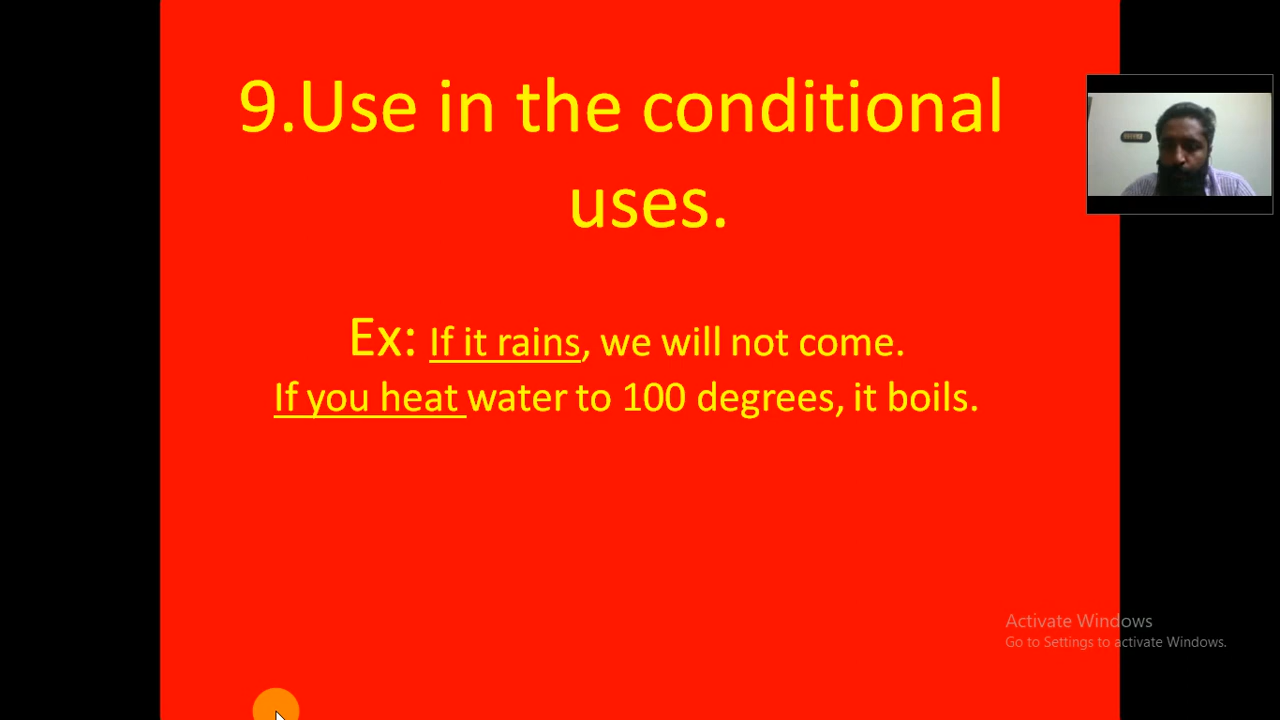 9.Use in the conditional
uses.
Ex: If it rains, we will not come.
If you heat water to 100 degrees, it boils.
Activate Windows
Go to Settings to activate Windows.